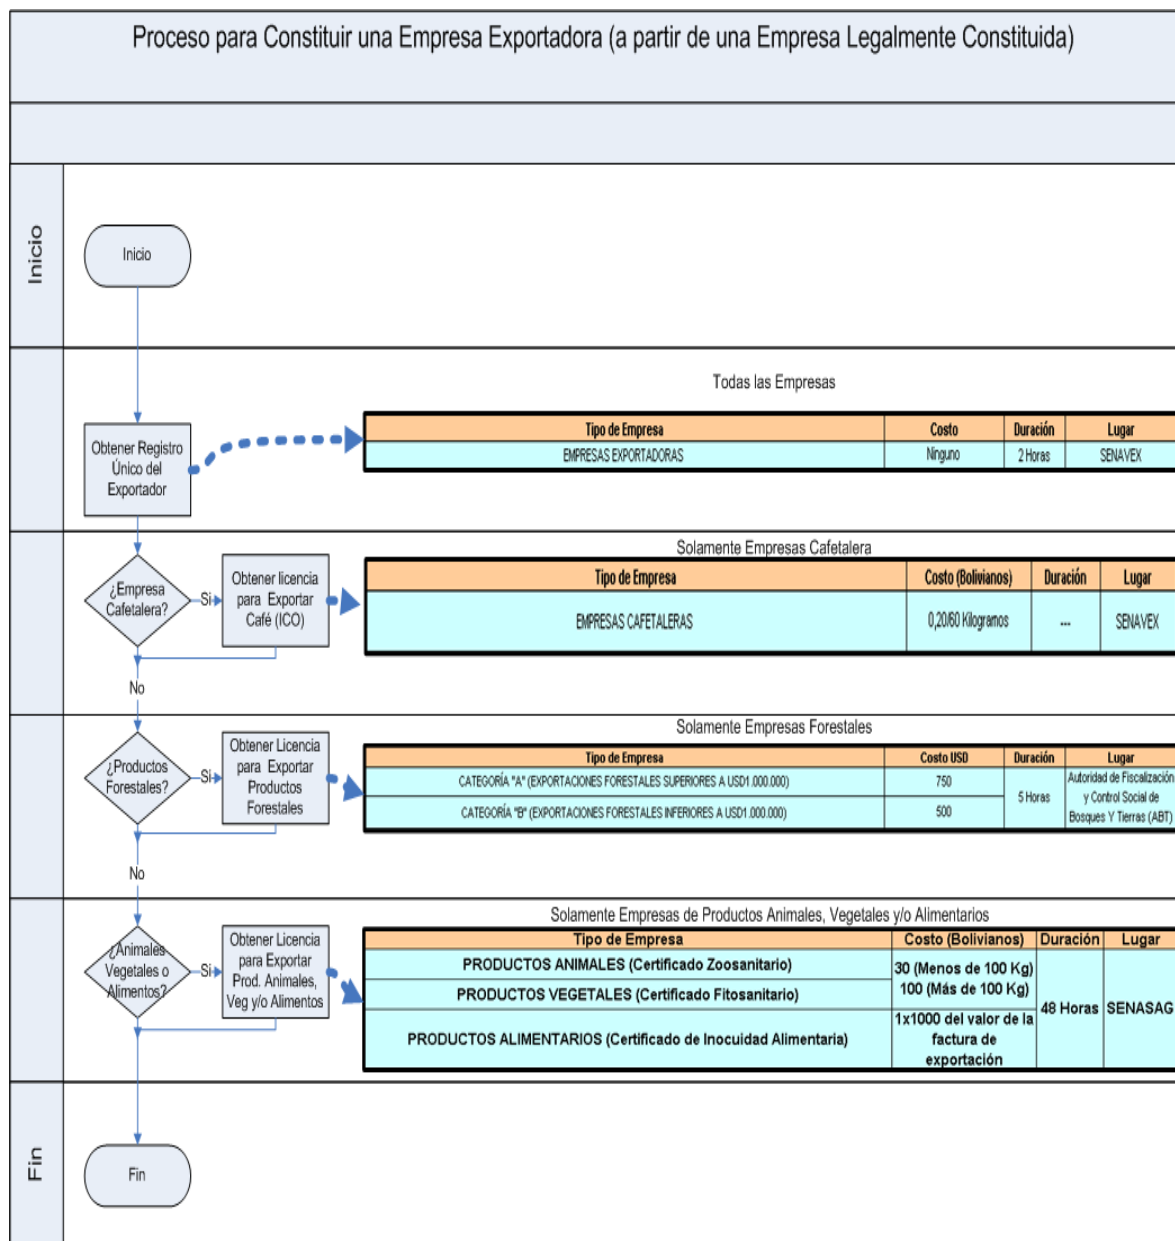 Proceso para Constituir una Empresa Exportadora (a partir de una Empresa Legalmente Constituida)
Inicio
Inicio
Todas las Empresas
Obtener Registro
Único del
Exportador
Tipo de Empresa Costo Duración Lugar
EMPRESAS EXPORTADORAS Ninguno 2 Horas SENAVEX
Solamente Empresas Cafetalera
¿Empresa
Cafetalera?
Si
Obtener licencia
para Exportar
Café (ICO)
Tipo de Empresa Costo (Bolivianos) Duración Lugar
EMPRESAS CAFETALERAS 0,20/60 Kilogramos --- SENAVEX
No
Solamente Empresas Forestales
¿Productos
Forestales?
Sí
Obtener Licencia
para Exportar
Productos
Forestales
Tipo de Empresa Costo USD Duración Lugar
CATEGORÍA "A" (EXPORTACIONES FORESTALES SUPERIORES A USD1.000.000) 750
CATEGORÍA "B" (EXPORTACIONES FORESTALES INFERIORES A USD1.000.000) 500
5 Horas
Autoridad de Fiscalización
y Control Social de
Bosques Y Tierras (ABT)
No
Solamente Empresas de Productos Animales, Vegetales y/o Alimentarios
¿Animales
Vegetales o
Alimentos?
Si
Obtener Licencia
para Exportar
Prod. Animales,
Veg y/o Alimentos
Tipo de Empresa Costo (Bolivianos) Duración Lugar
PRODUCTOS ANIMALES (Certificado Zoosanitario)
PRODUCTOS VEGETALES (Certificado Fitosanitario)
30 (Menos de 100 Kg)
100 (Más de 100 Kg)
PRODUCTOS ALIMENTARIOS (Certificado de Inocuidad Alimentaria)
1x1000 del valor de la
factura de
exportación
48 Horas SENASAG
Fin
Fin